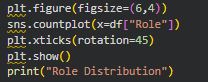 plt.figure(figsize=(6,4))
sns.countplot(x=df["Role"])
plt.xticks(rotation=45)
plt.show()
print("Role Distribution")